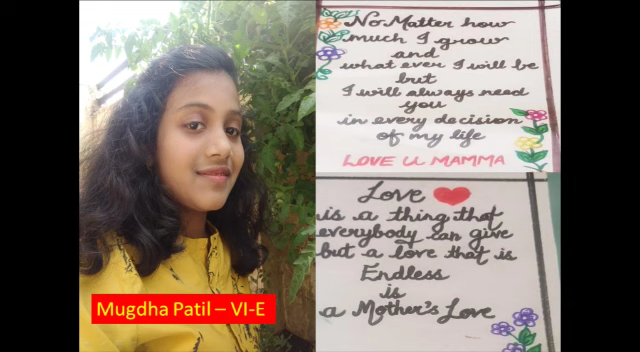 No Matter how
much I grow
and
what ever I will be
but
I will always need
you
in every decision
of my life
LOVE U MAMMA
Love
is a thing that
everybody can give
but a love that is
Endless
is
a Mother's Love
Mugdha Patil – VI-E